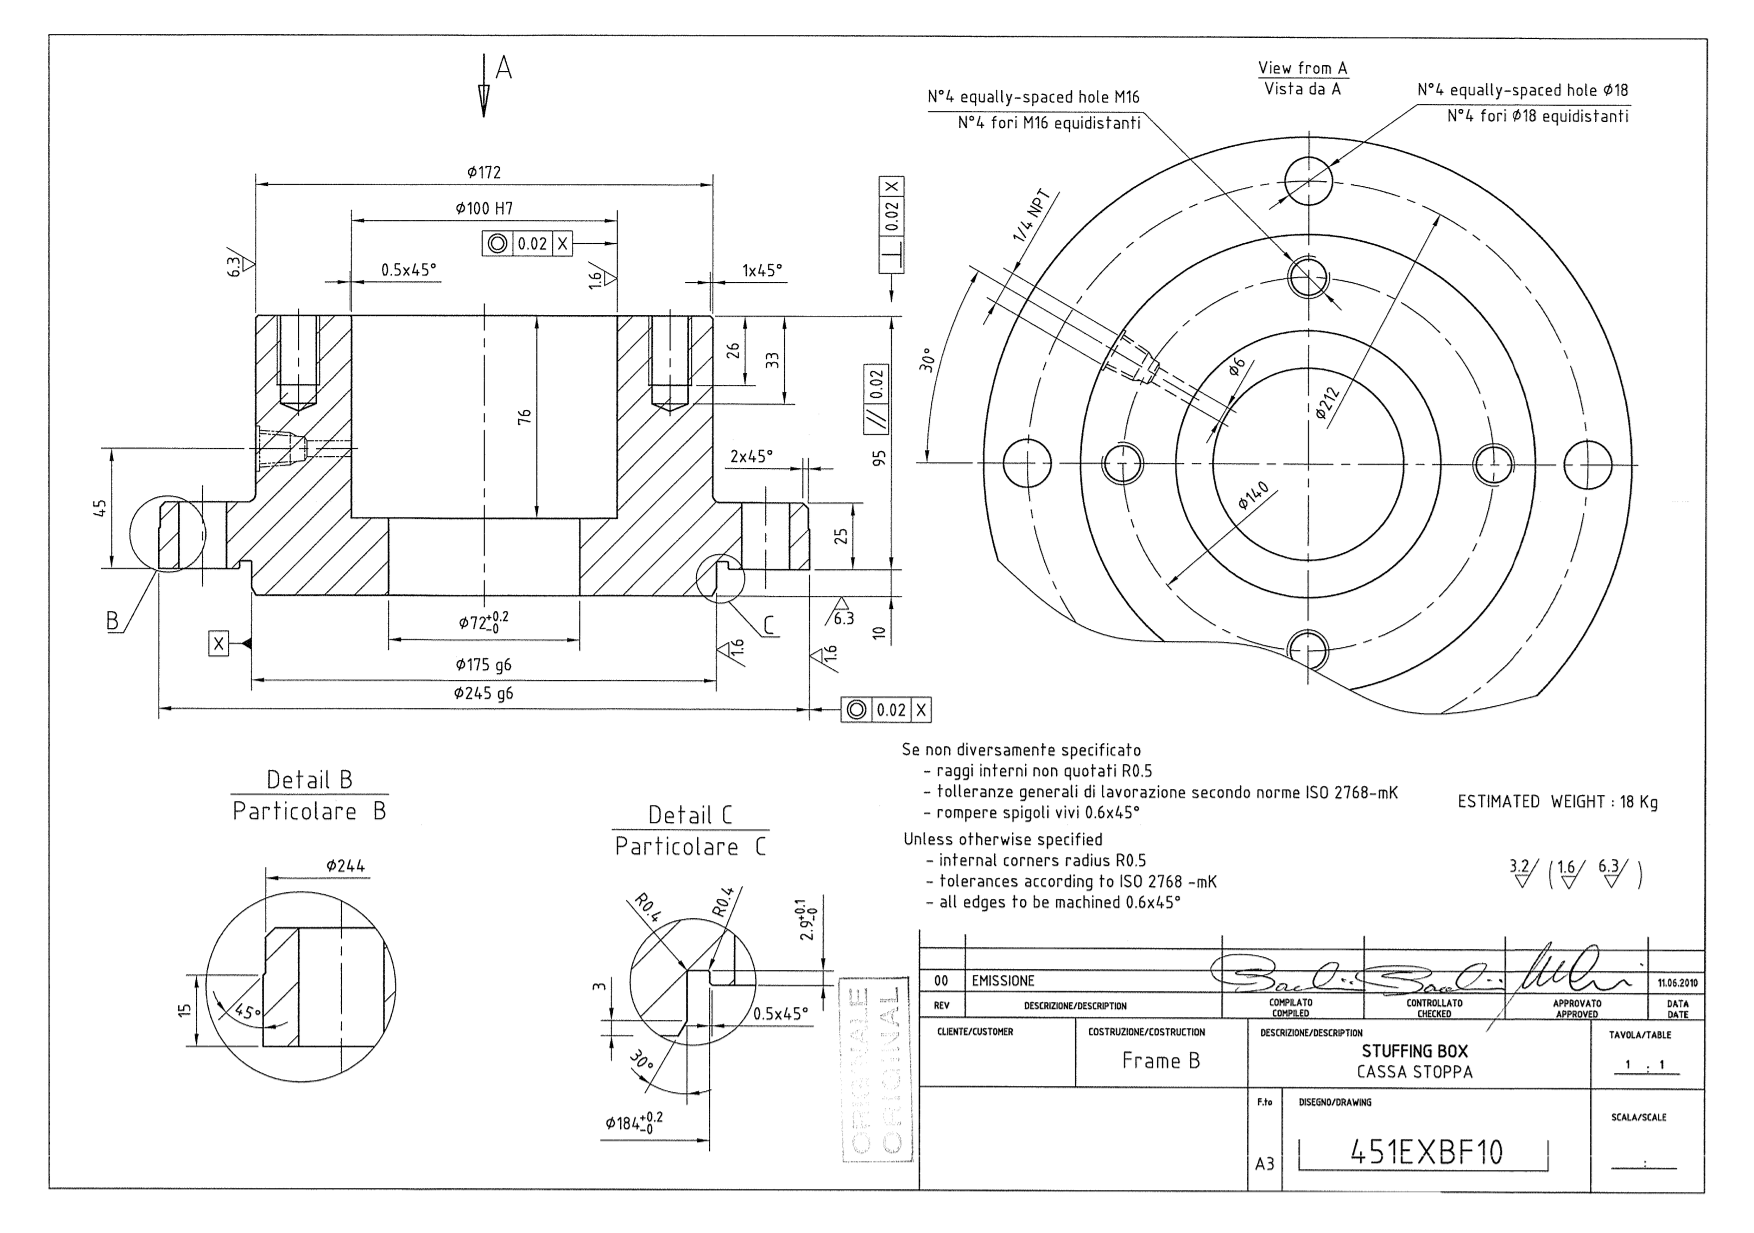 A
View from A
Vista da A
N°4 equally-spaced hole M16
N°4 fori M16 equidistanti
N°4 equally-spaced hole Ø18
N°4 fori Ø18 equidistanti
Ø172
Ø100 H7
0.02 X
0.5x45°
1x45°
6.3
1.6
⊥ 0.02 X
26
33
76
// 0.02
95
2x45°
45
25
10
B
C
X
6.3
1.6
1.6
Ø72+0.2
-0
Ø175 g6
Ø245 g6
0.02 X
1/4 NPT
30°
Ø6
Ø212
Ø140
Se non diversamente specificato
- raggi interni non quotati R0.5
- tolleranze generali di lavorazione secondo norme ISO 2768-mK
- rompere spigoli vivi 0.6x45°
Unless otherwise specified
- internal corners radius R0.5
- tolerances according to ISO 2768 -mK
- all edges to be machined 0.6x45°
ESTIMATED WEIGHT : 18 Kg
3.2 ( 1.6 6.3 )
Detail B
Particolare B
Ø244
15
45°
Detail C
Particolare C
R0.4
R0.4
2.9+0.1
-0
3
0.5x45°
30°
Ø184+0.2
-0
ORIGINALE
ORIGINAL
00 EMISSIONE 11.06.2010
REV DESCRIZIONE/DESCRIPTION COMPILATO CONTROLLATO APPROVATO DATA
COMPILED CHECKED APPROVED DATE
CLIENTE/CUSTOMER COSTRUZIONE/COSTRUCTION DESCRIZIONE/DESCRIPTION TAVOLA/TABLE
Frame B STUFFING BOX 1 : 1
CASSA STOPPA
F.to DISEGNO/DRAWING SCALA/SCALE
A3 451EXBF10 :